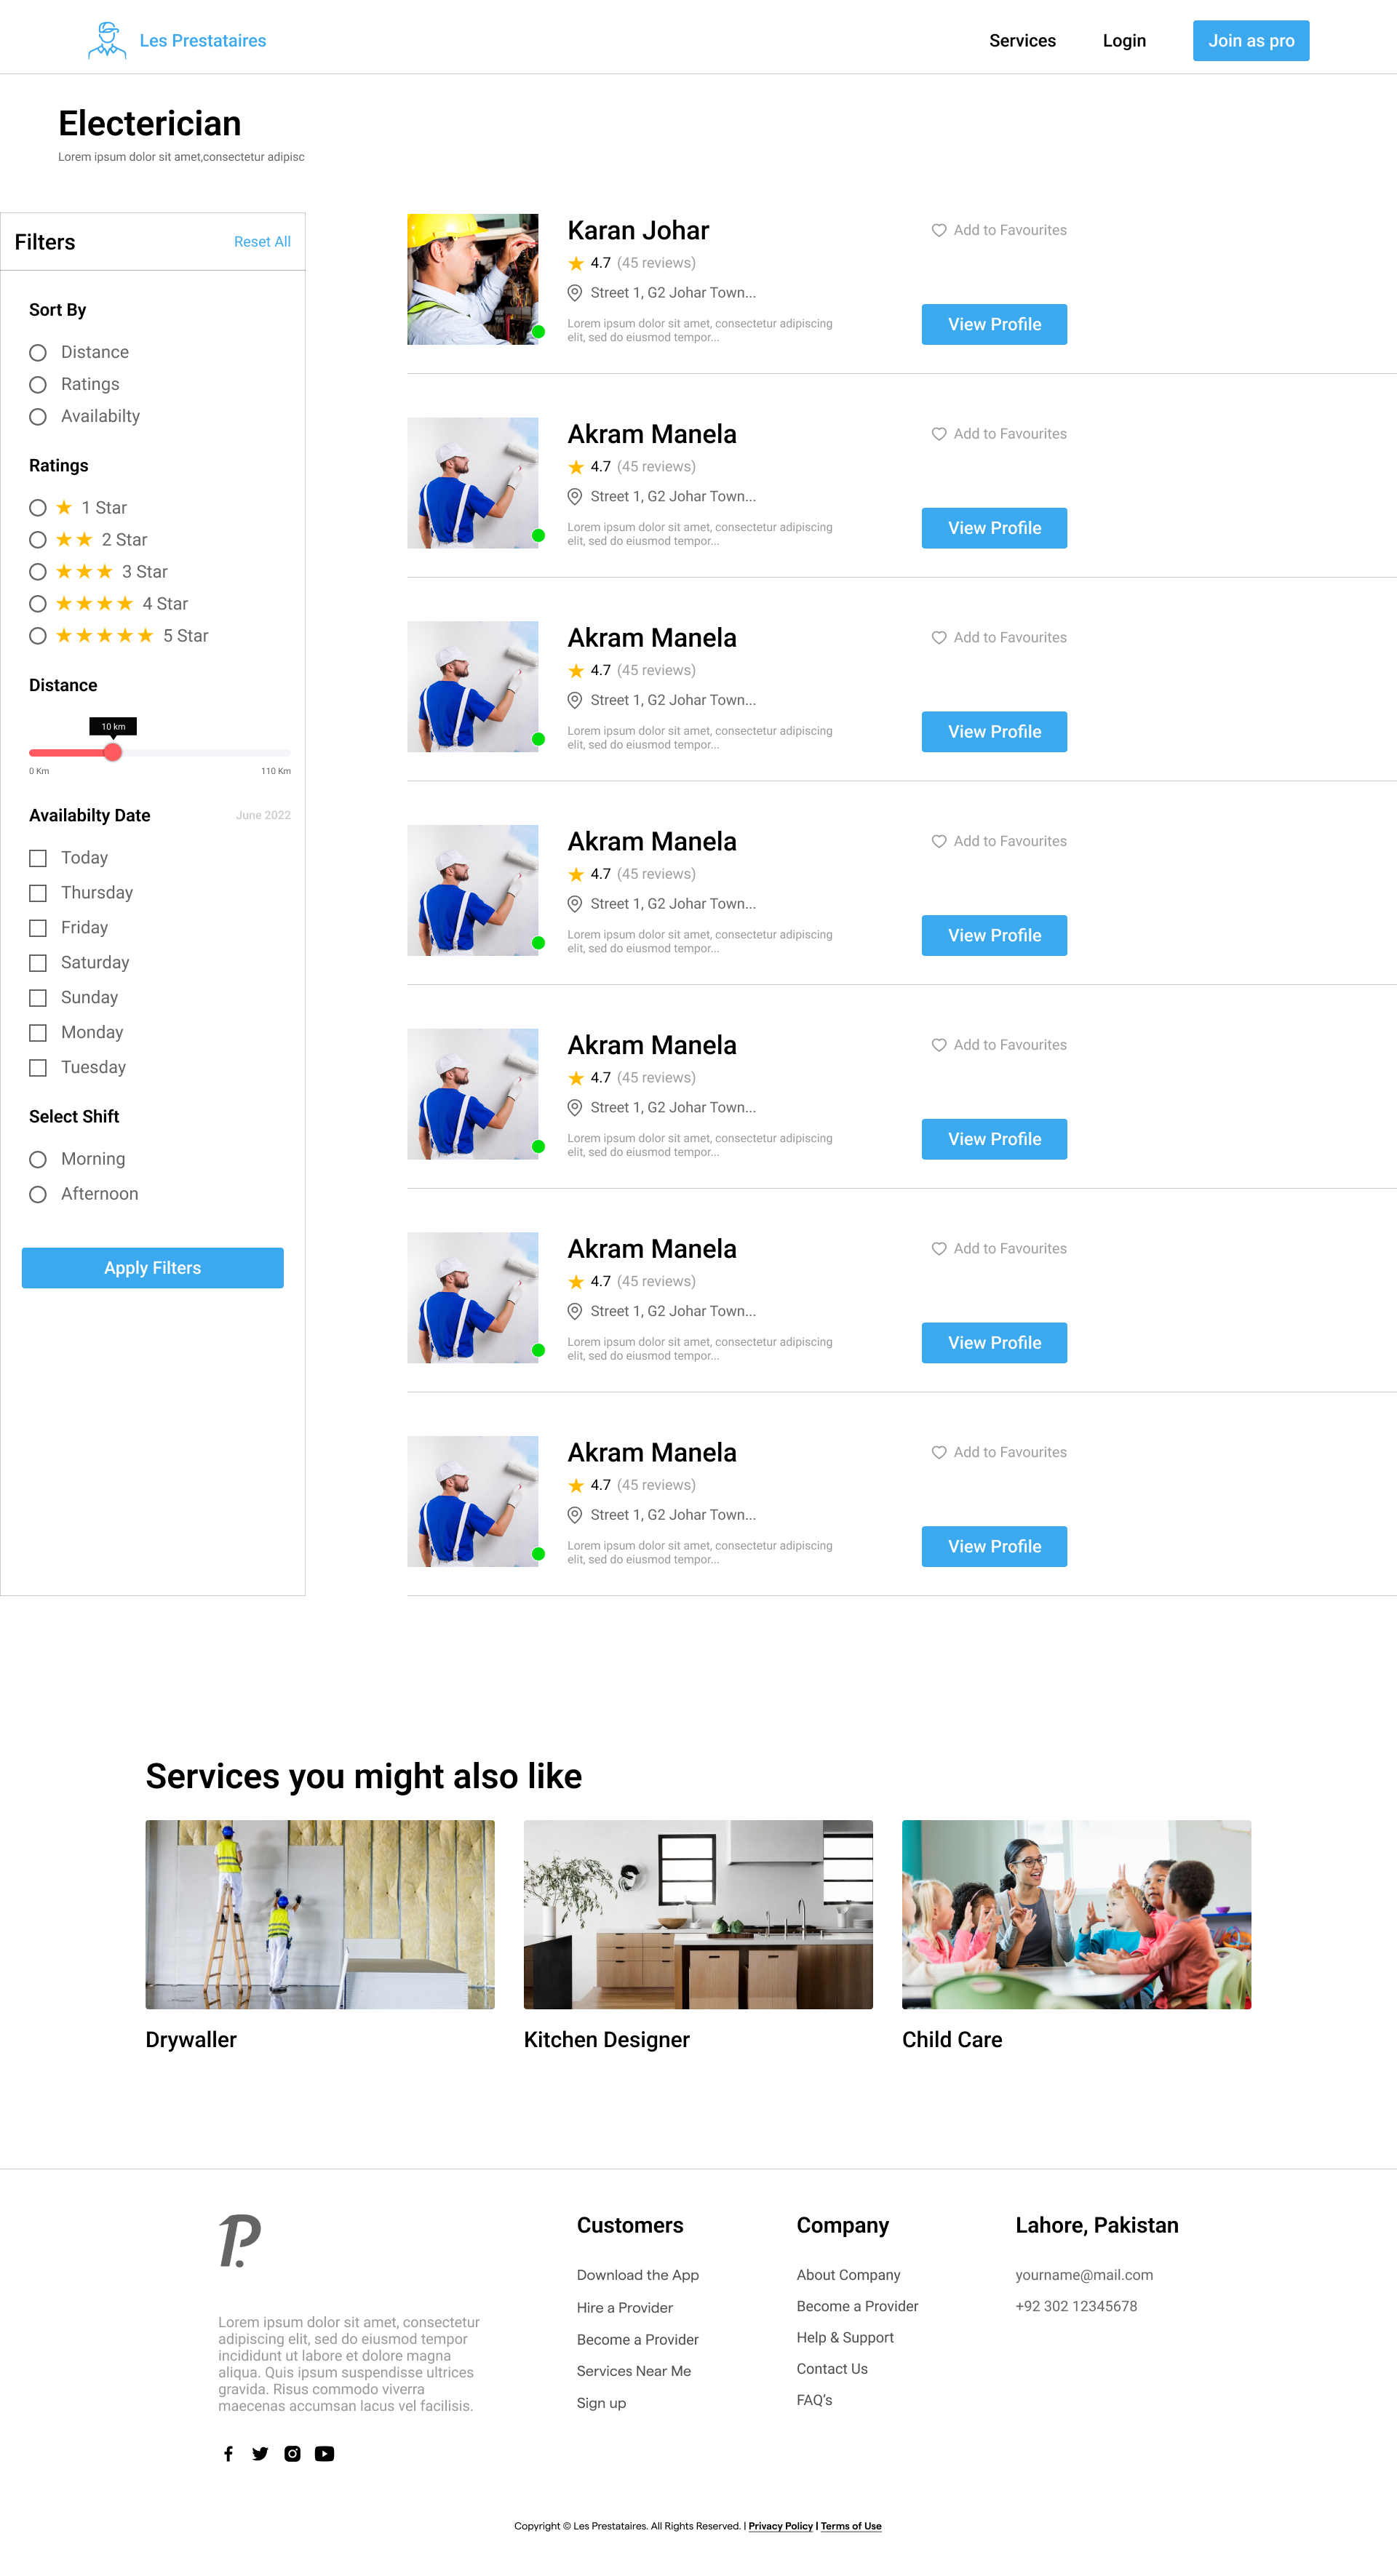 Les Prestataires
Services
Login
Join as pro
Electerician
Lorem ipsum dolor sit amet,consectetur adipisc
Filters
Reset All
Sort By
Distance
Ratings
Availabilty
Ratings
1 Star
2 Star
3 Star
4 Star
5 Star
Distance
10 km
0 Km
110 Km
Availabilty Date
June 2022
Today
Thursday
Friday
Saturday
Sunday
Monday
Tuesday
Select Shift
Morning
Afternoon
Apply Filters
Karan Johar
Add to Favourites
4.7 (45 reviews)
Street 1, G2 Johar Town...
Lorem ipsum dolor sit amet, consectetur adipiscing
elit, sed do eiusmod tempor...
View Profile
Akram Manela
Add to Favourites
4.7 (45 reviews)
Street 1, G2 Johar Town...
Lorem ipsum dolor sit amet, consectetur adipiscing
elit, sed do eiusmod tempor...
View Profile
Akram Manela
Add to Favourites
4.7 (45 reviews)
Street 1, G2 Johar Town...
Lorem ipsum dolor sit amet, consectetur adipiscing
elit, sed do eiusmod tempor...
View Profile
Akram Manela
Add to Favourites
4.7 (45 reviews)
Street 1, G2 Johar Town...
Lorem ipsum dolor sit amet, consectetur adipiscing
elit, sed do eiusmod tempor...
View Profile
Akram Manela
Add to Favourites
4.7 (45 reviews)
Street 1, G2 Johar Town...
Lorem ipsum dolor sit amet, consectetur adipiscing
elit, sed do eiusmod tempor...
View Profile
Akram Manela
Add to Favourites
4.7 (45 reviews)
Street 1, G2 Johar Town...
Lorem ipsum dolor sit amet, consectetur adipiscing
elit, sed do eiusmod tempor...
View Profile
Akram Manela
Add to Favourites
4.7 (45 reviews)
Street 1, G2 Johar Town...
Lorem ipsum dolor sit amet, consectetur adipiscing
elit, sed do eiusmod tempor...
View Profile
Services you might also like
Drywaller
Kitchen Designer
Child Care
P.
Lorem ipsum dolor sit amet, consectetur
adipiscing elit, sed do eiusmod tempor
incididunt ut labore et dolore magna
aliqua. Quis ipsum suspendisse ultrices
gravida. Risus commodo viverra
maecenas accumsan lacus vel facilisis.
Customers
Download the App
Hire a Provider
Become a Provider
Services Near Me
Sign up
Company
About Company
Become a Provider
Help & Support
Contact Us
FAQ's
Lahore, Pakistan
yourname@mail.com
+92 302 12345678
Copyright © Les Prestataires. All Rights Reserved. | Privacy Policy | Terms of Use